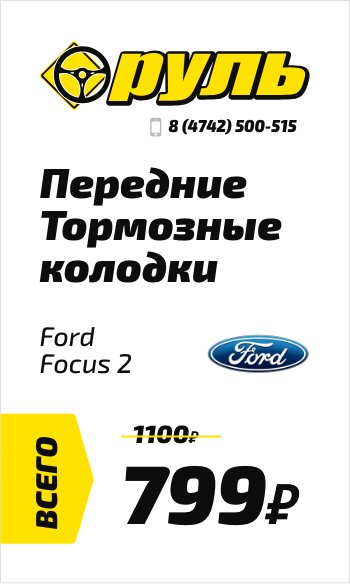 руль
8 (4742) 500-515
Передние
Тормозные
колодки
Ford
Focus 2
Ford
ВСЕГО
1100₽
799₽